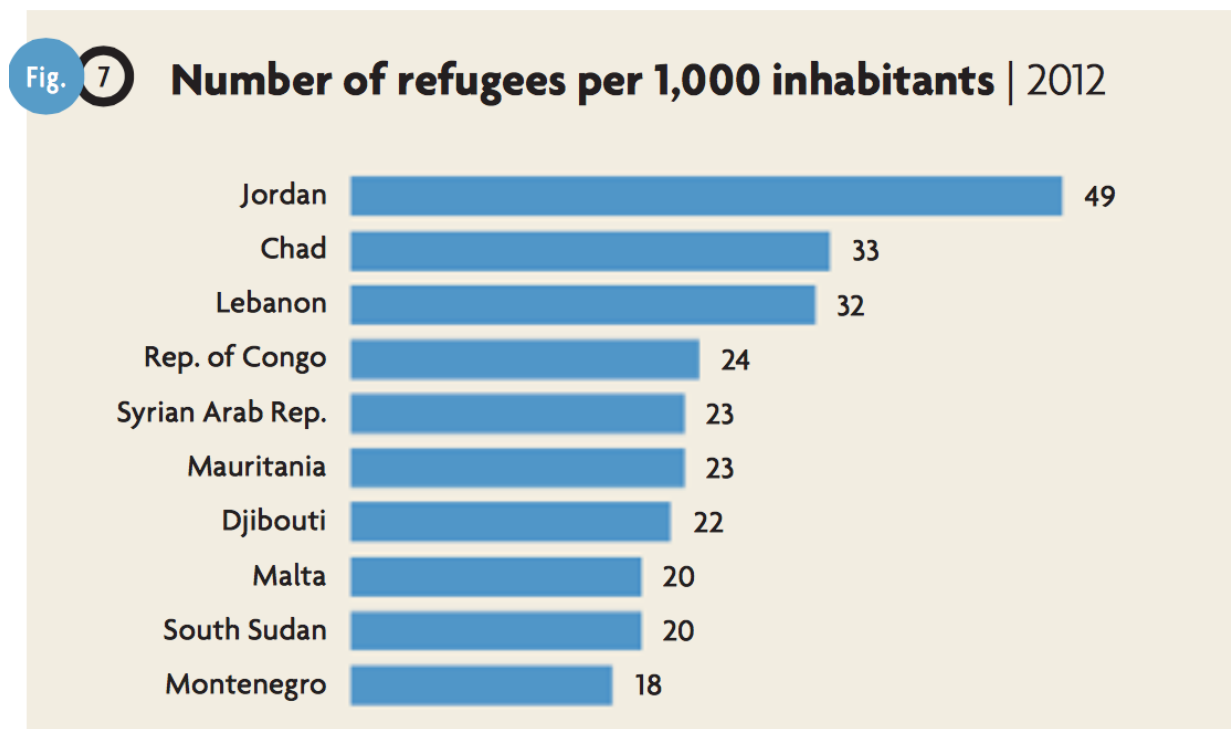 Fig. 7 Number of refugees per 1,000 inhabitants | 2012
Jordan 49
Chad 33
Lebanon 32
Rep. of Congo 24
Syrian Arab Rep. 23
Mauritania 23
Djibouti 22
Malta 20
South Sudan 20
Montenegro 18